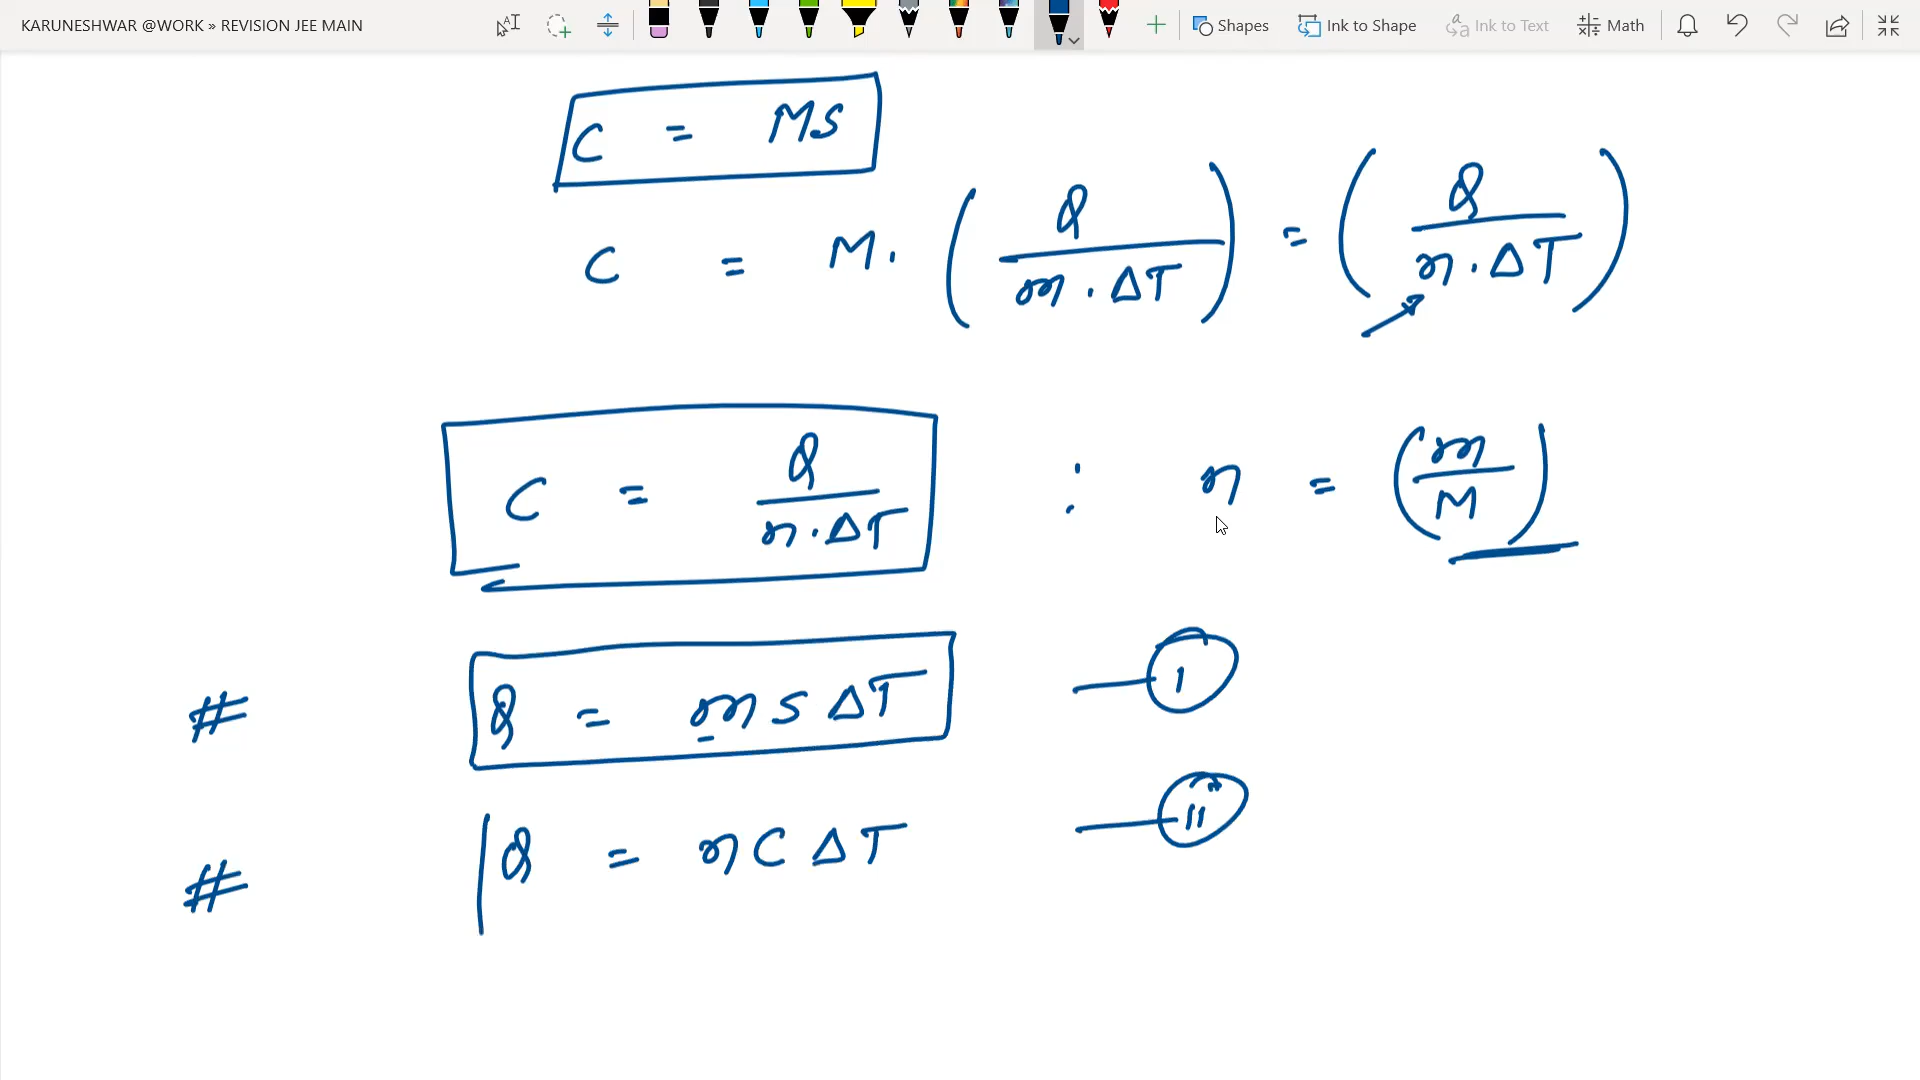 KARUNESHWAR @WORK » REVISION JEE MAIN Shapes Ink to Shape Ink to Text Math
C = MS
C = M. (Q / m . ΔT) = (Q / n . ΔT)
C = Q / n . ΔT : n = (m / M)
# Q = m s ΔT — I
# Q = n C ΔT — II